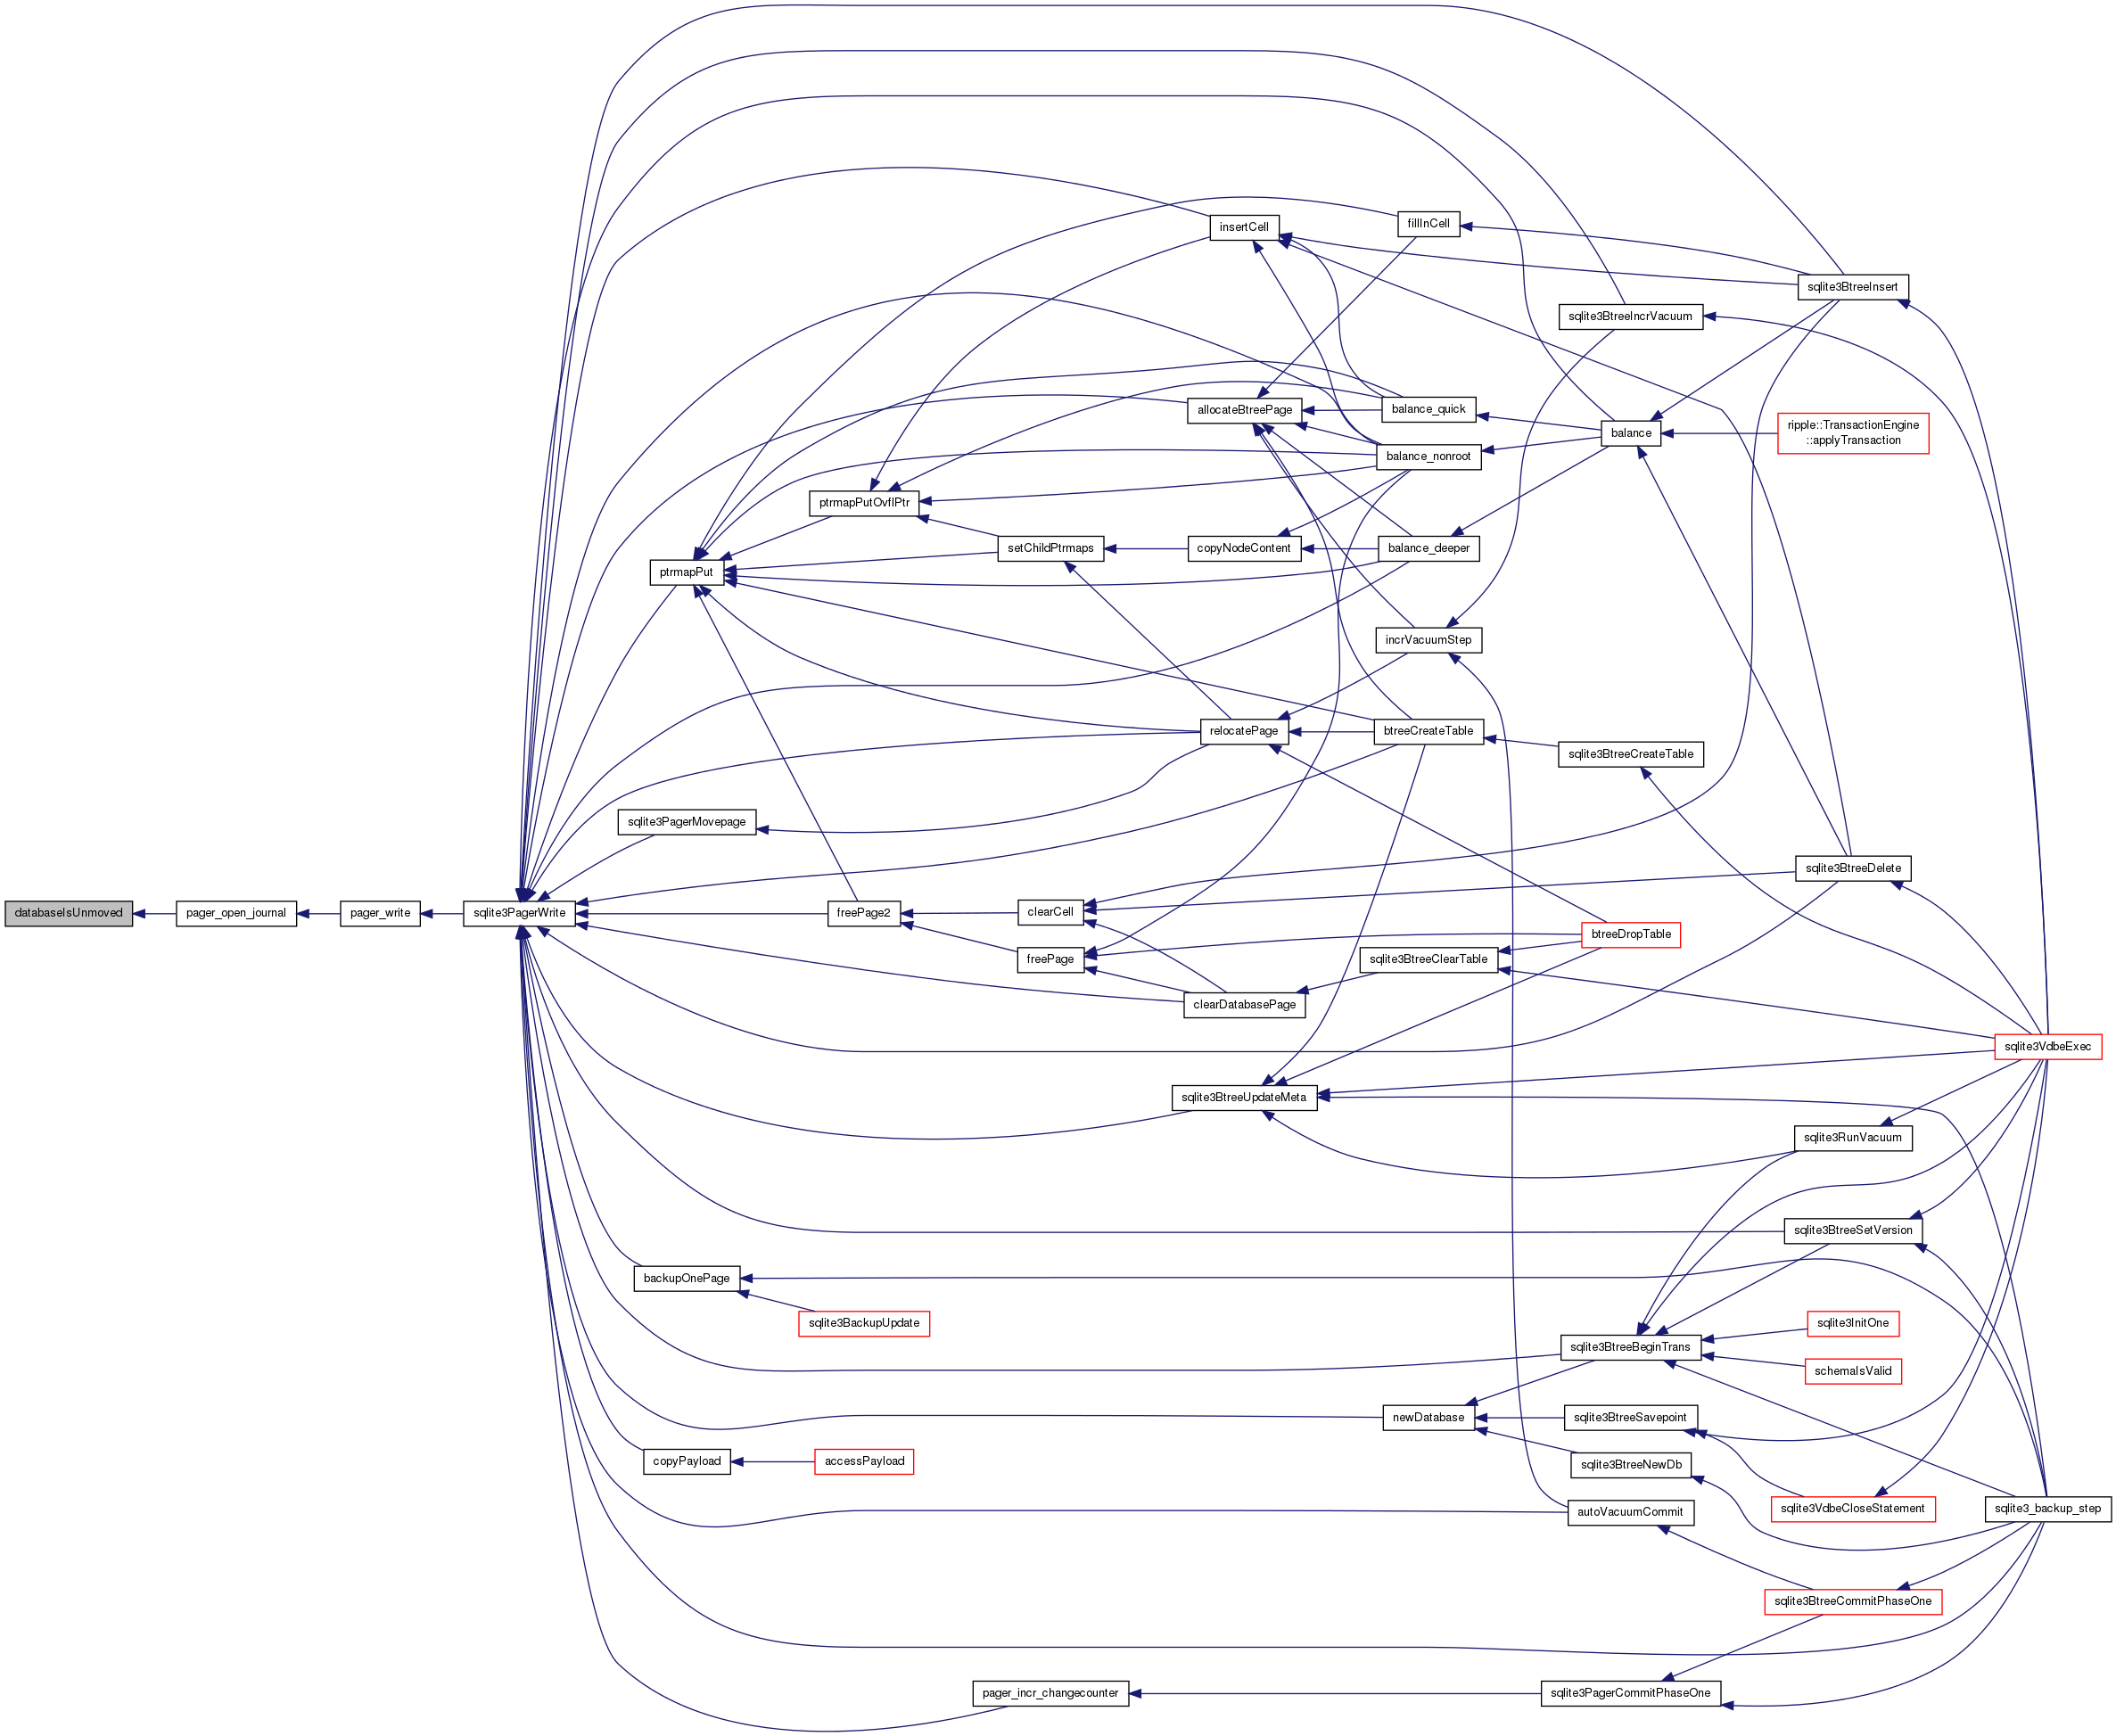 databaseIsUnmoved
pager_open_journal
pager_write
sqlite3PagerWrite
ptrmapPut
sqlite3PagerMovepage
backupOnePage
copyPayload
ptrmapPutOvflPtr
freePage2
sqlite3BackupUpdate
accessPayload
setChildPtrmaps
clearCell
freePage
pager_incr_changecounter
insertCell
allocateBtreePage
copyNodeContent
relocatePage
clearDatabasePage
sqlite3BtreeUpdateMeta
fillInCell
balance_quick
balance_nonroot
balance_deeper
incrVacuumStep
btreeCreateTable
sqlite3BtreeClearTable
newDatabase
sqlite3BtreeIncrVacuum
balance
sqlite3BtreeCreateTable
btreeDropTable
sqlite3BtreeBeginTrans
sqlite3BtreeSavepoint
sqlite3BtreeNewDb
autoVacuumCommit
sqlite3PagerCommitPhaseOne
sqlite3BtreeInsert
ripple::TransactionEngine
::applyTransaction
sqlite3BtreeDelete
sqlite3RunVacuum
sqlite3BtreeSetVersion
sqlite3InitOne
schemaIsValid
sqlite3VdbeCloseStatement
sqlite3BtreeCommitPhaseOne
sqlite3VdbeExec
sqlite3_backup_step